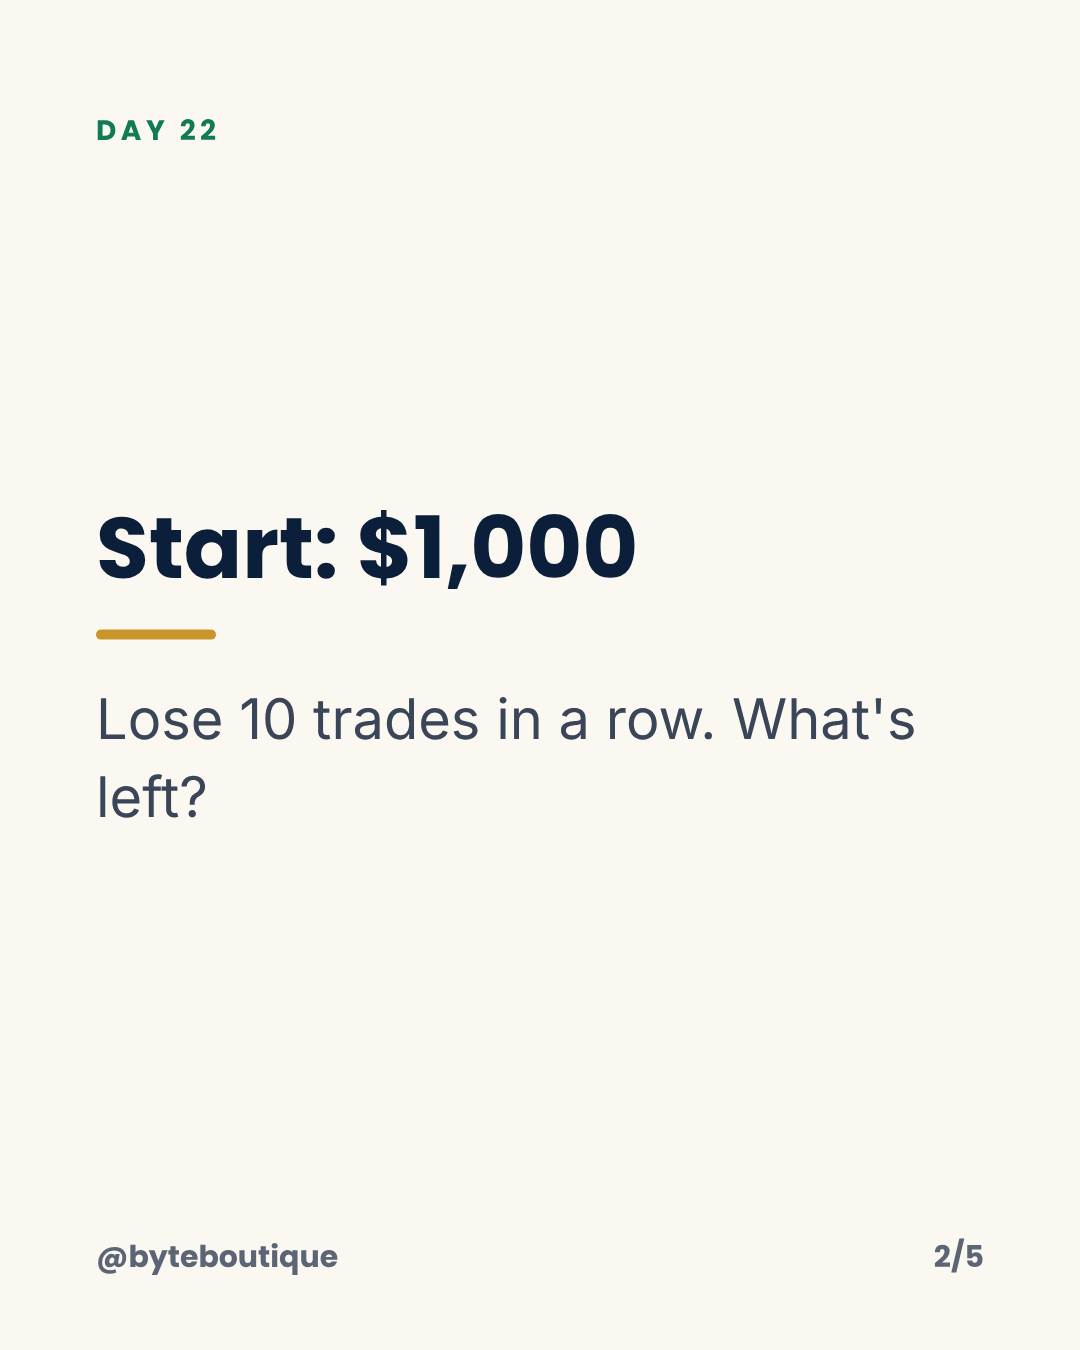 DAY 22
Start: $1,000
Lose 10 trades in a row. What's
left?
@byteboutique
2/5